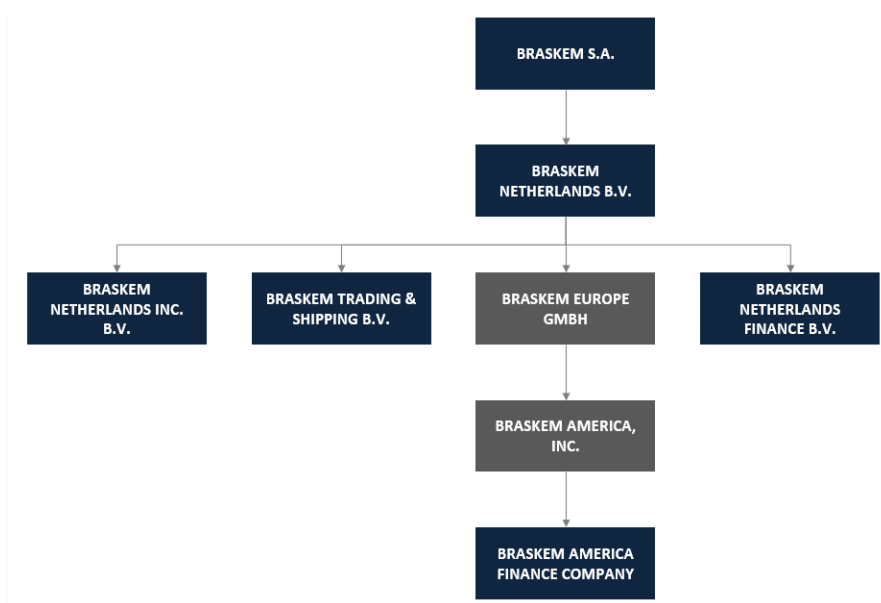 BRASKEM S.A.
BRASKEM
NETHERLANDS B.V.
BRASKEM
NETHERLANDS INC.
B.V.
BRASKEM TRADING &
SHIPPING B.V.
BRASKEM EUROPE
GMBH
BRASKEM
NETHERLANDS
FINANCE B.V.
BRASKEM AMERICA,
INC.
BRASKEM AMERICA
FINANCE COMPANY